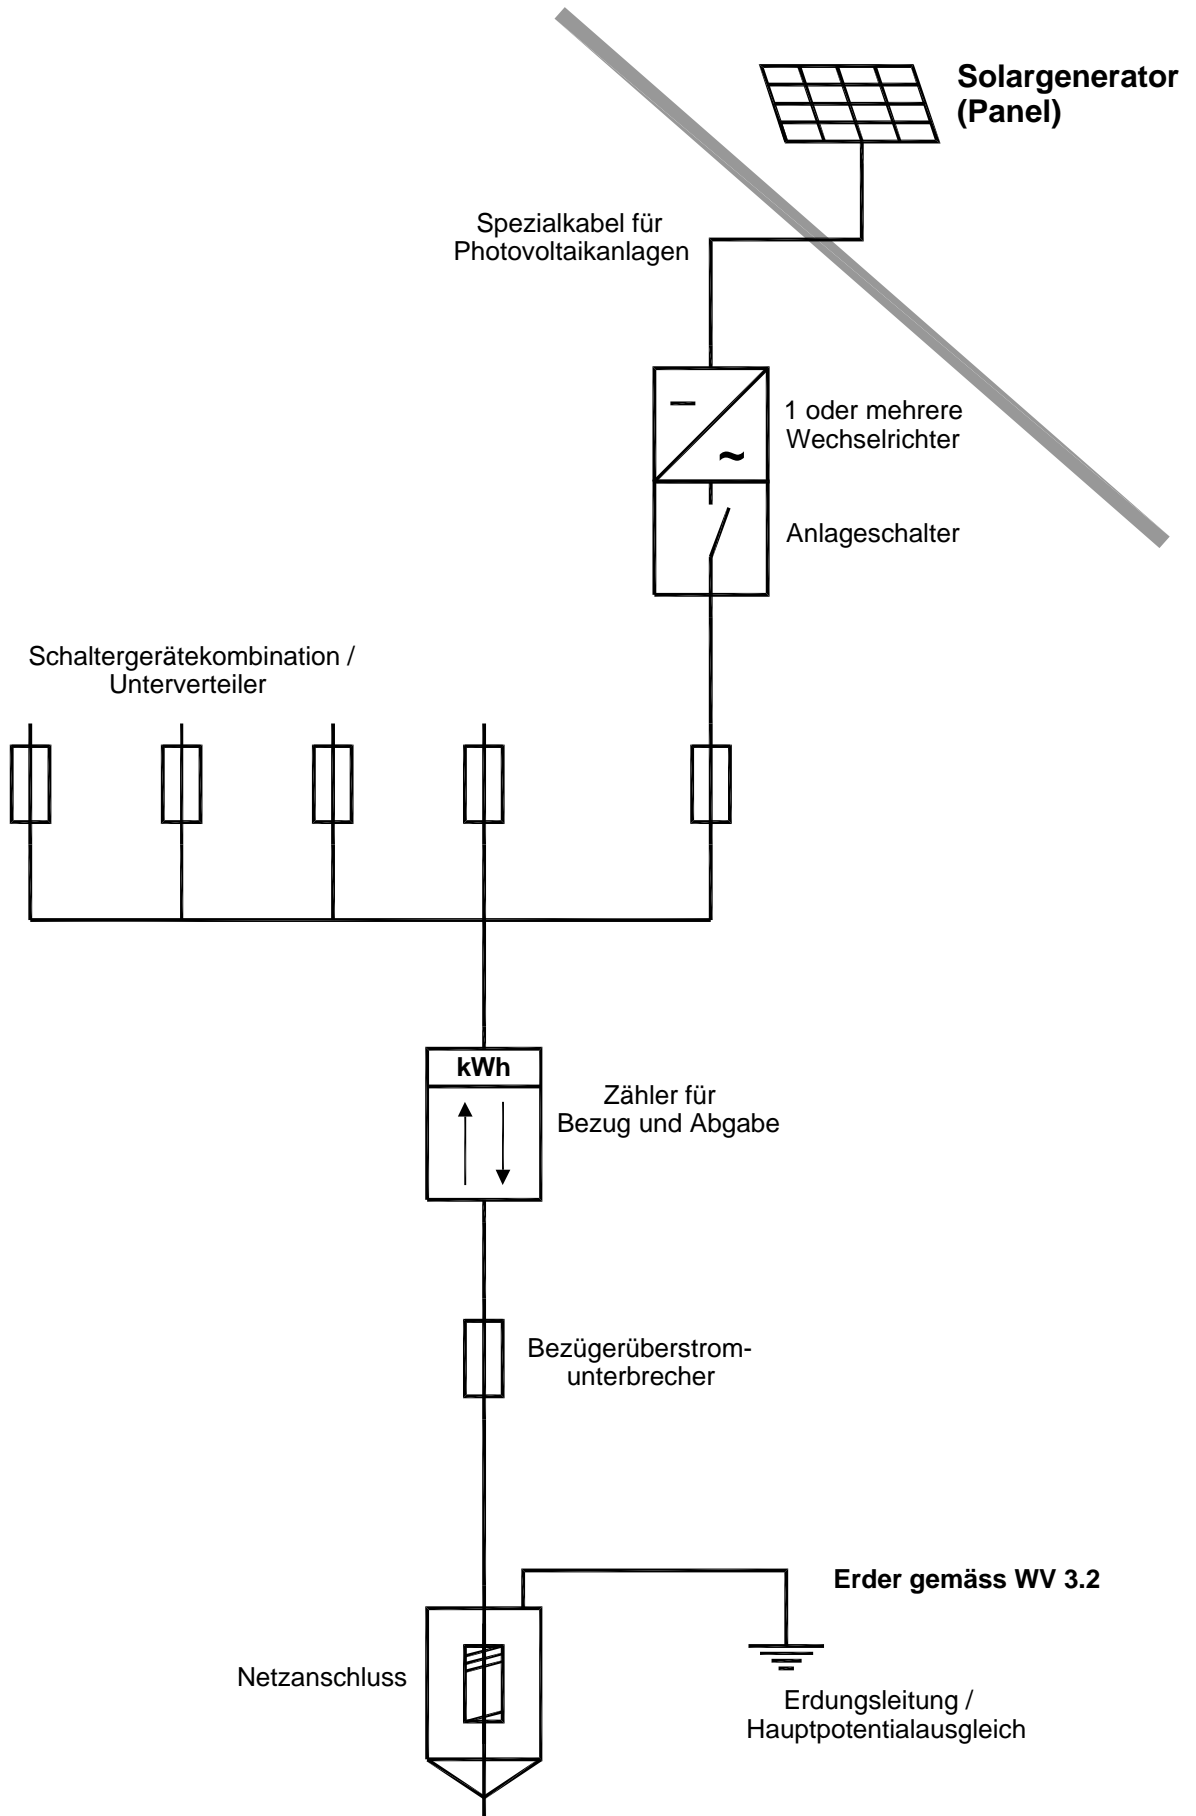 Solargenerator
(Panel)
Spezialkabel für
Photovoltaikanlagen
1 oder mehrere
Wechselrichter
Anlageschalter
Schaltergerätekombination /
Unterverteiler
kWh
Zähler für
Bezug und Abgabe
Bezügerüberstrom-
unterbrecher
Erder gemäss WV 3.2
Netzanschluss
Erdungsleitung /
Hauptpotentialausgleich